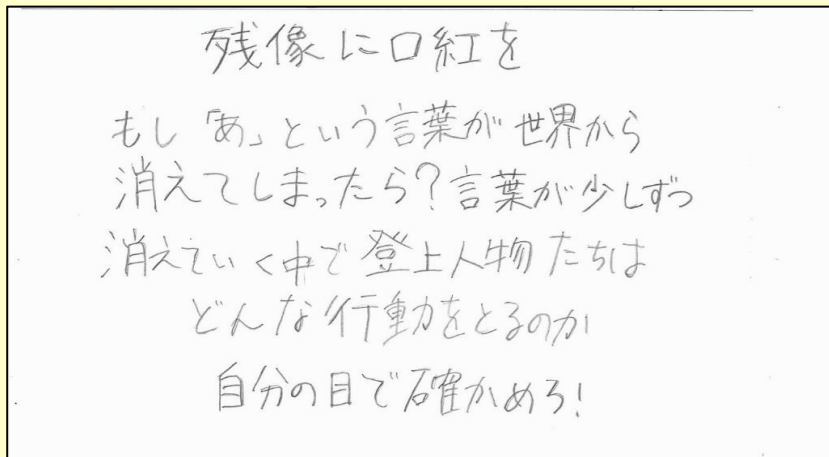 残像に口紅を
もし「あ」という言葉が世界から
消えてしまったら?言葉が少しずつ
消えていく中で登上人物たちは
どんな行動をとるのか
自分の目で確かめろ!